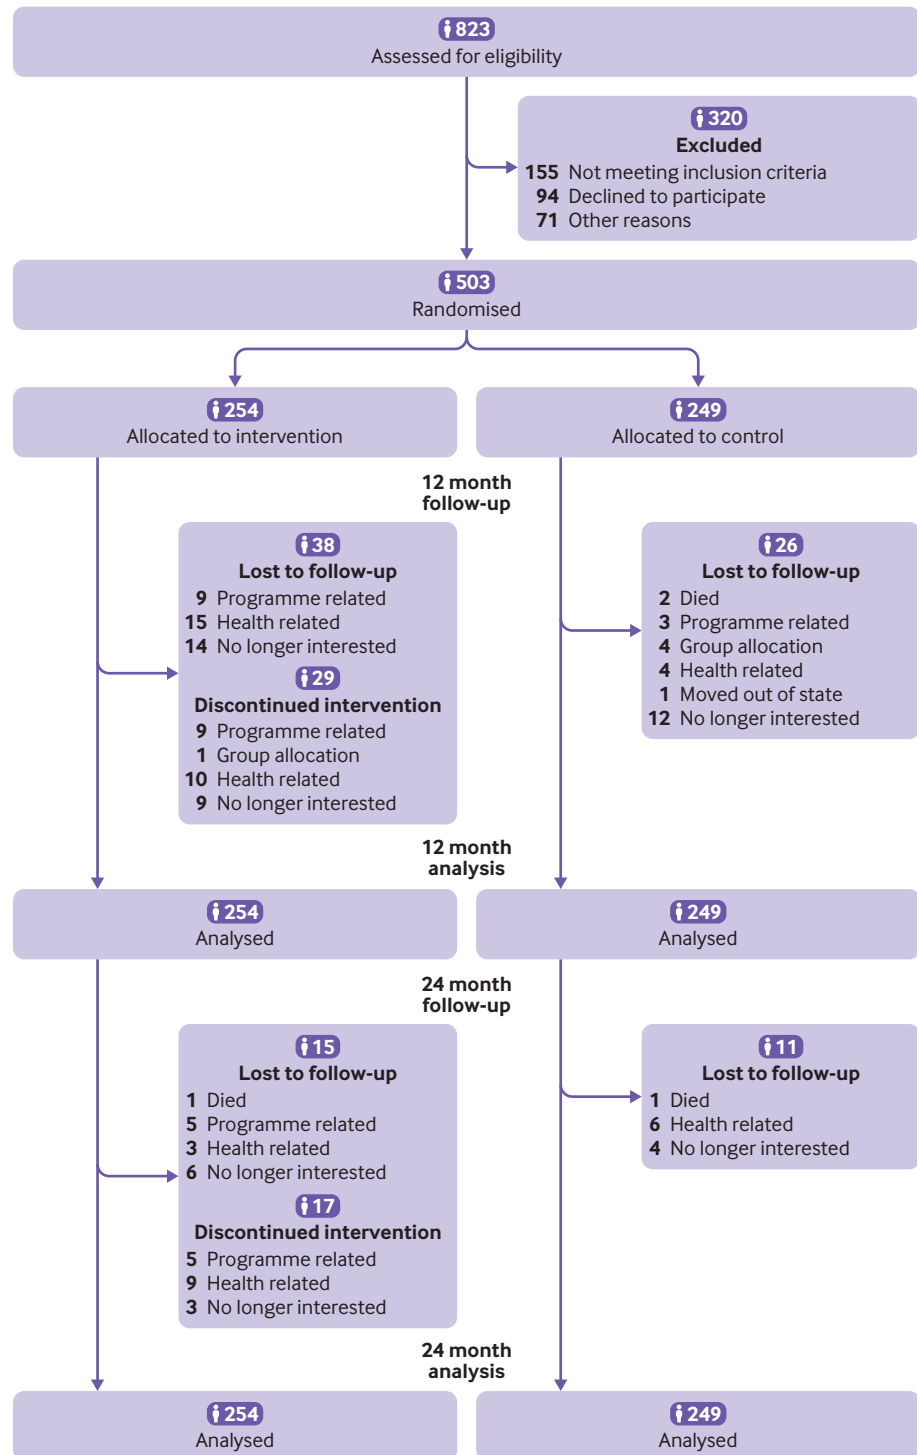 823
Assessed for eligibility
320
Excluded
155 Not meeting inclusion criteria
94 Declined to participate
71 Other reasons
503
Randomised
254
Allocated to intervention
249
Allocated to control
12 month
follow-up
38
Lost to follow-up
9 Programme related
15 Health related
14 No longer interested
29
Discontinued intervention
9 Programme related
1 Group allocation
10 Health related
9 No longer interested
26
Lost to follow-up
2 Died
3 Programme related
4 Group allocation
4 Health related
1 Moved out of state
12 No longer interested
12 month
analysis
254
Analysed
249
Analysed
24 month
follow-up
15
Lost to follow-up
1 Died
5 Programme related
3 Health related
6 No longer interested
17
Discontinued intervention
5 Programme related
9 Health related
3 No longer interested
11
Lost to follow-up
1 Died
6 Health related
4 No longer interested
24 month
analysis
254
Analysed
249
Analysed